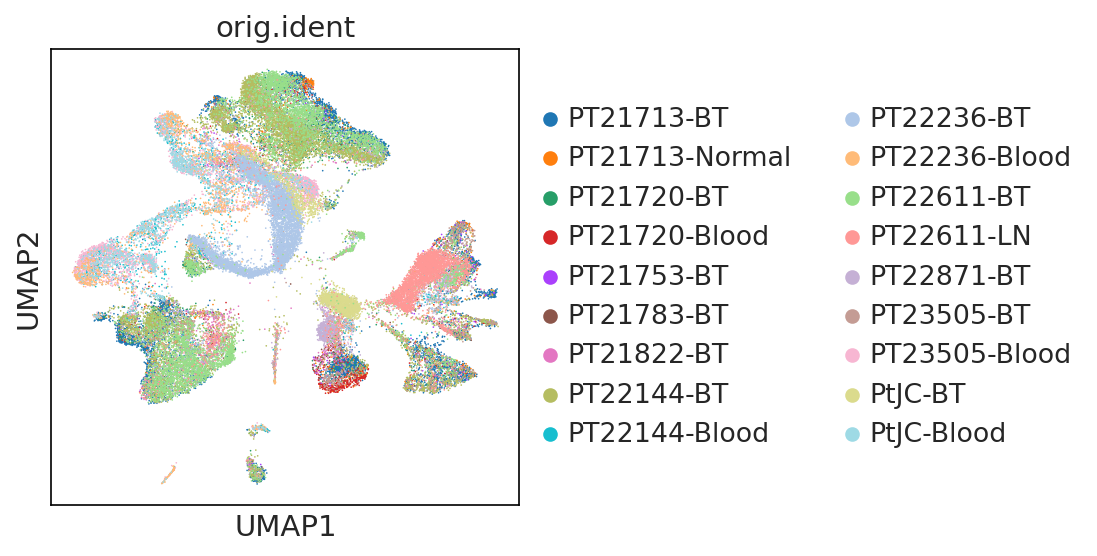 orig.ident
UMAP2
UMAP1
PT21713-BT
PT21713-Normal
PT21720-BT
PT21720-Blood
PT21753-BT
PT21783-BT
PT21822-BT
PT22144-BT
PT22144-Blood
PT22236-BT
PT22236-Blood
PT22611-BT
PT22611-LN
PT22871-BT
PT23505-BT
PT23505-Blood
PtJC-BT
PtJC-Blood